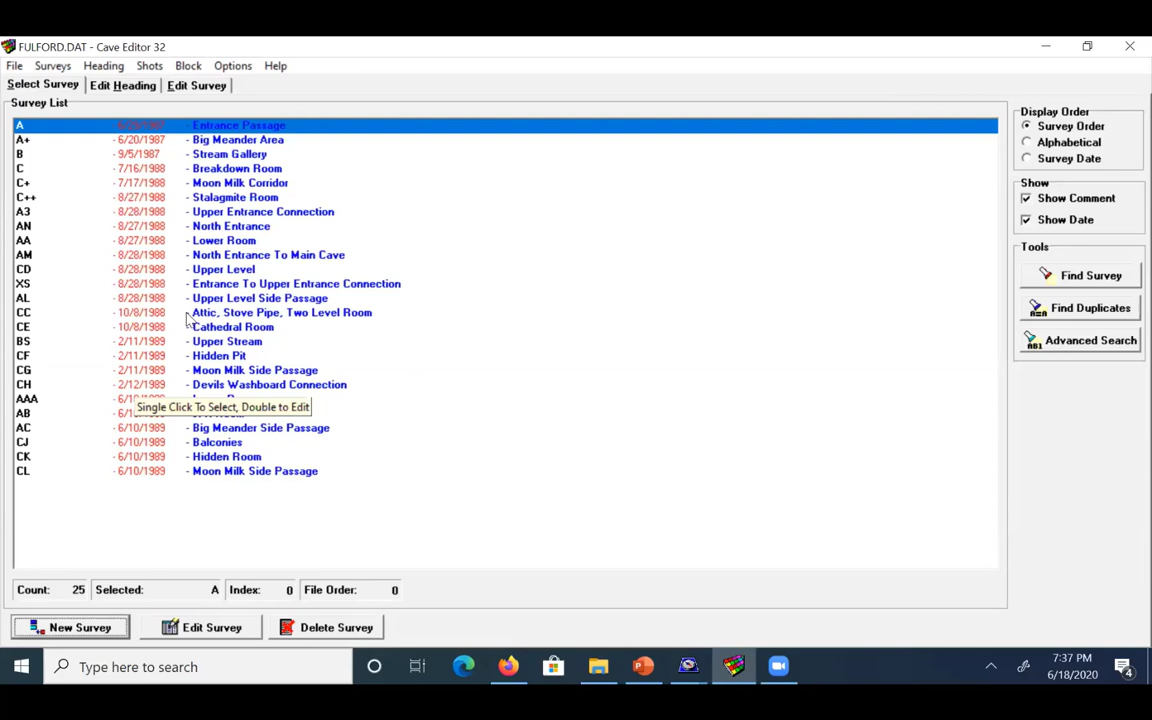 FULFORD.DAT - Cave Editor 32
File Surveys Heading Shots Block Options Help
Select Survey Edit Heading Edit Survey
Survey List
A - Entrance Passage
A+ - 6/20/1987 - Big Meander Area
B - 9/5/1987 - Stream Gallery
C - 7/16/1988 - Breakdown Room
C+ - 7/17/1988 - Moon Milk Corridor
C++ - 8/27/1988 - Stalagmite Room
A3 - 8/28/1988 - Upper Entrance Connection
AN - 8/27/1988 - North Entrance
AA - 8/27/1988 - Lower Room
AM - 8/28/1988 - North Entrance To Main Cave
CD - 8/28/1988 - Upper Level
XS - 8/28/1988 - Entrance To Upper Entrance Connection
AL - 8/28/1988 - Upper Level Side Passage
CC - 10/8/1988 - Attic, Stove Pipe, Two Level Room
CE - 10/8/1988 - Cathedral Room
BS - 2/11/1989 - Upper Stream
CF - 2/11/1989 - Hidden Pit
CG - 2/11/1989 - Moon Milk Side Passage
CH - 2/12/1989 - Devils Washboard Connection
AAA
Single Click To Select, Double to Edit
AB
AC - 6/10/1989 - Big Meander Side Passage
CJ - 6/10/1989 - Balconies
CK - 6/10/1989 - Hidden Room
CL - 6/10/1989 - Moon Milk Side Passage
Display Order
Survey Order
Alphabetical
Survey Date
Show
Show Comment
Show Date
Tools
Find Survey
A=A Find Duplicates
AB1 Advanced Search
Count: 25 Selected: A Index: 0 File Order: 0
New Survey Edit Survey Delete Survey
Type here to search
7:37 PM
6/18/2020
4